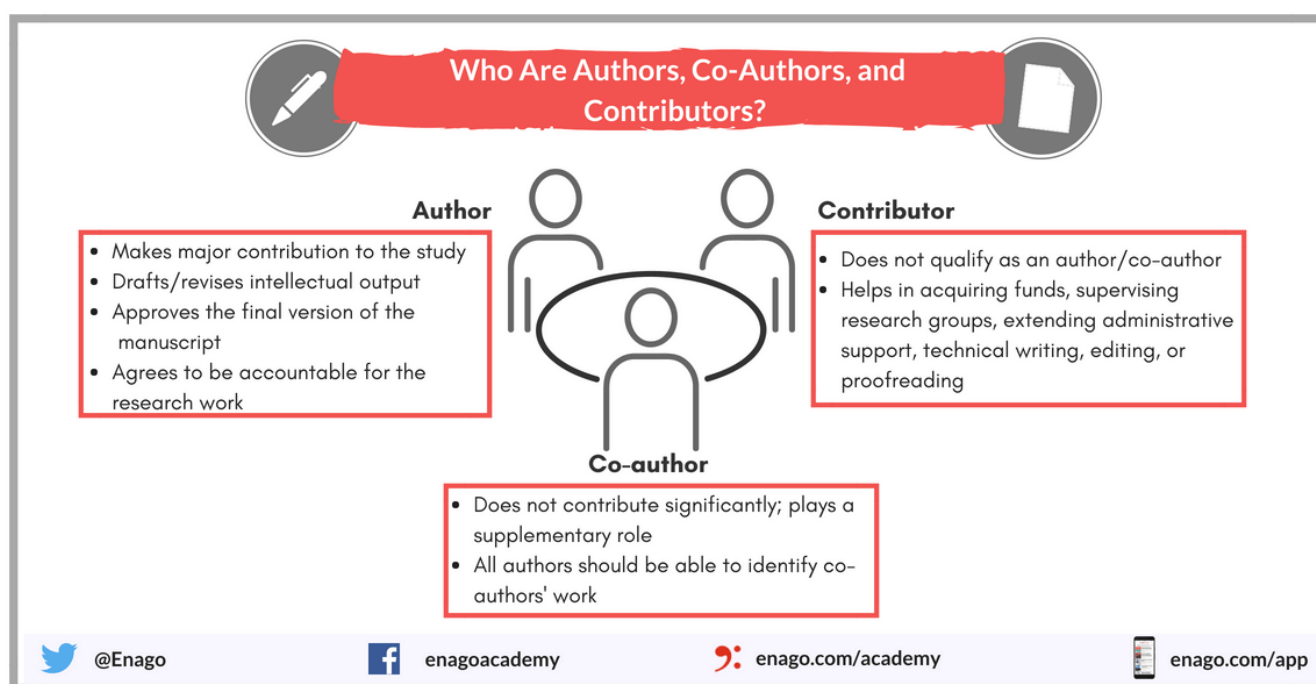 Who Are Authors, Co-Authors, and
Contributors?
Author
• Makes major contribution to the study
• Drafts/revises intellectual output
• Approves the final version of the
manuscript
• Agrees to be accountable for the
research work
Contributor
• Does not qualify as an author/co-author
• Helps in acquiring funds, supervising
research groups, extending administrative
support, technical writing, editing, or
proofreading
Co-author
• Does not contribute significantly; plays a
supplementary role
• All authors should be able to identify co-
authors' work
@Enago
enagoacademy
enago.com/academy
enago.com/app